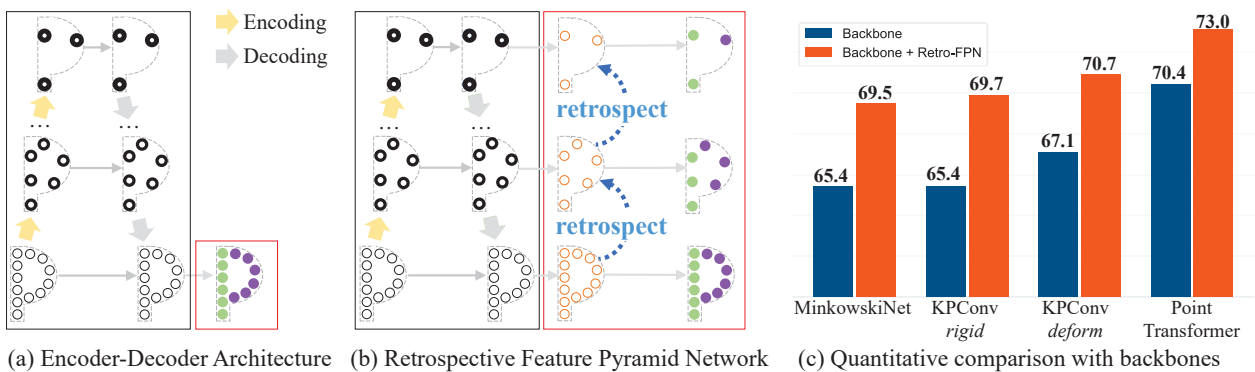 Encoding
Decoding
...
...
(a) Encoder-Decoder Architecture
retrospect
...
...
retrospect
(b) Retrospective Feature Pyramid Network
Backbone
Backbone + Retro-FPN
65.4
69.5
65.4
69.7
67.1
70.7
70.4
73.0
MinkowskiNet
KPConv
rigid
KPConv
deform
Point
Transformer
(c) Quantitative comparison with backbones